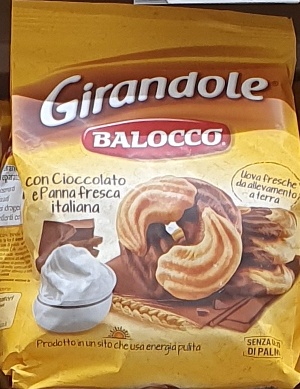 Girandole
BALOCCO
con Cioccolato
e Panna fresca
italiana
Uova fresche
da allevamento
a terra
Prodotto in un sito che usa energia pulita
SENZA
DI PALMA